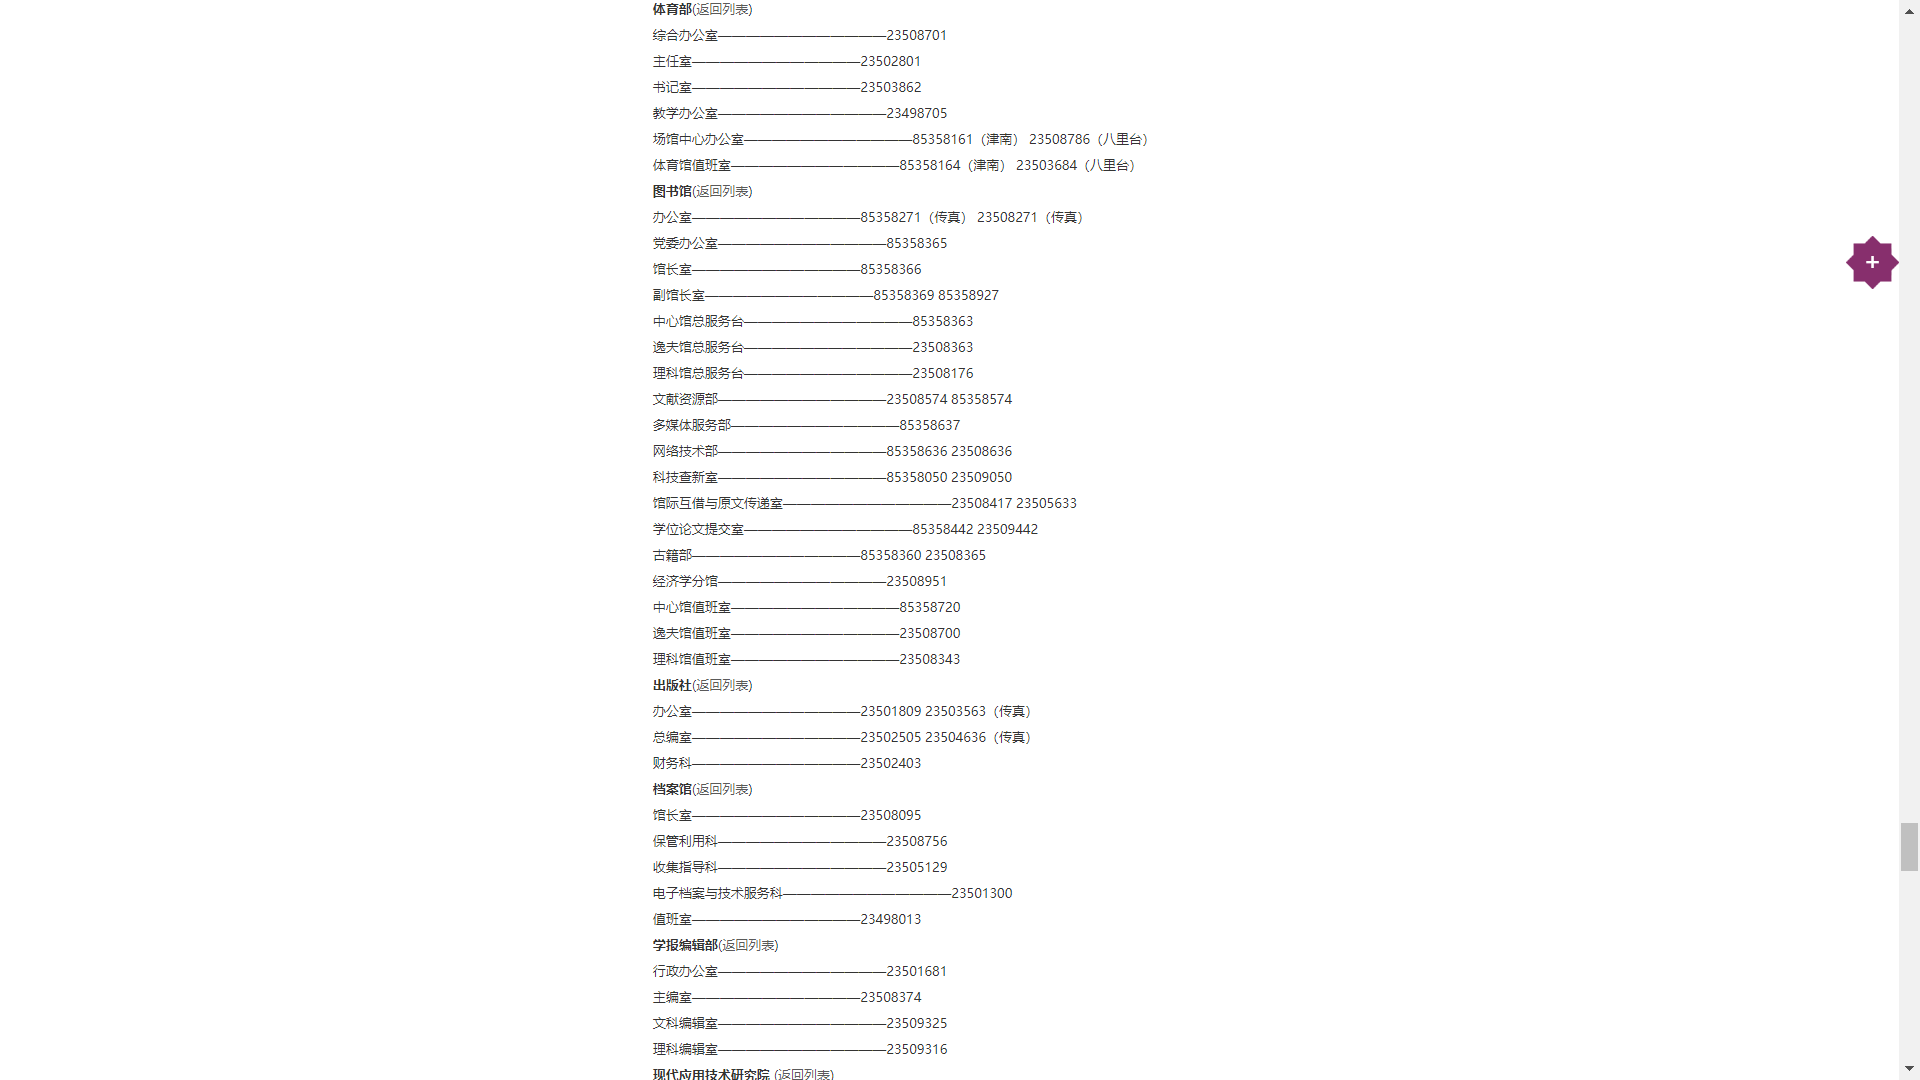 体育部(返回列表)
综合办公室————————————23508701
主任室————————————23502801
书记室————————————23503862
教学办公室————————————23498705
场馆中心办公室————————————85358161（津南） 23508786（八里台）
体育馆值班室————————————85358164（津南） 23503684（八里台）
图书馆(返回列表)
办公室————————————85358271（传真） 23508271（传真）
党委办公室————————————85358365
馆长室————————————85358366
副馆长室————————————85358369 85358927
中心馆总服务台————————————85358363
逸夫馆总服务台————————————23508363
理科馆总服务台————————————23508176
文献资源部————————————23508574 85358574
多媒体服务部————————————85358637
网络技术部————————————85358636 23508636
科技查新室————————————85358050 23509050
馆际互借与原文传递室————————————23508417 23505633
学位论文提交室————————————85358442 23509442
古籍部————————————85358360 23508365
经济学分馆————————————23508951
中心馆值班室————————————85358720
逸夫馆值班室————————————23508700
理科馆值班室————————————23508343
出版社(返回列表)
办公室————————————23501809 23503563（传真）
总编室————————————23502505 23504636（传真）
财务科————————————23502403
档案馆(返回列表)
馆长室————————————23508095
保管利用科————————————23508756
收集指导科————————————23505129
电子档案与技术服务科————————————23501300
值班室————————————23498013
学报编辑部(返回列表)
行政办公室————————————23501681
主编室————————————23508374
文科编辑室————————————23509325
理科编辑室————————————23509316
现代应用技术研究院 (返回列表)
+